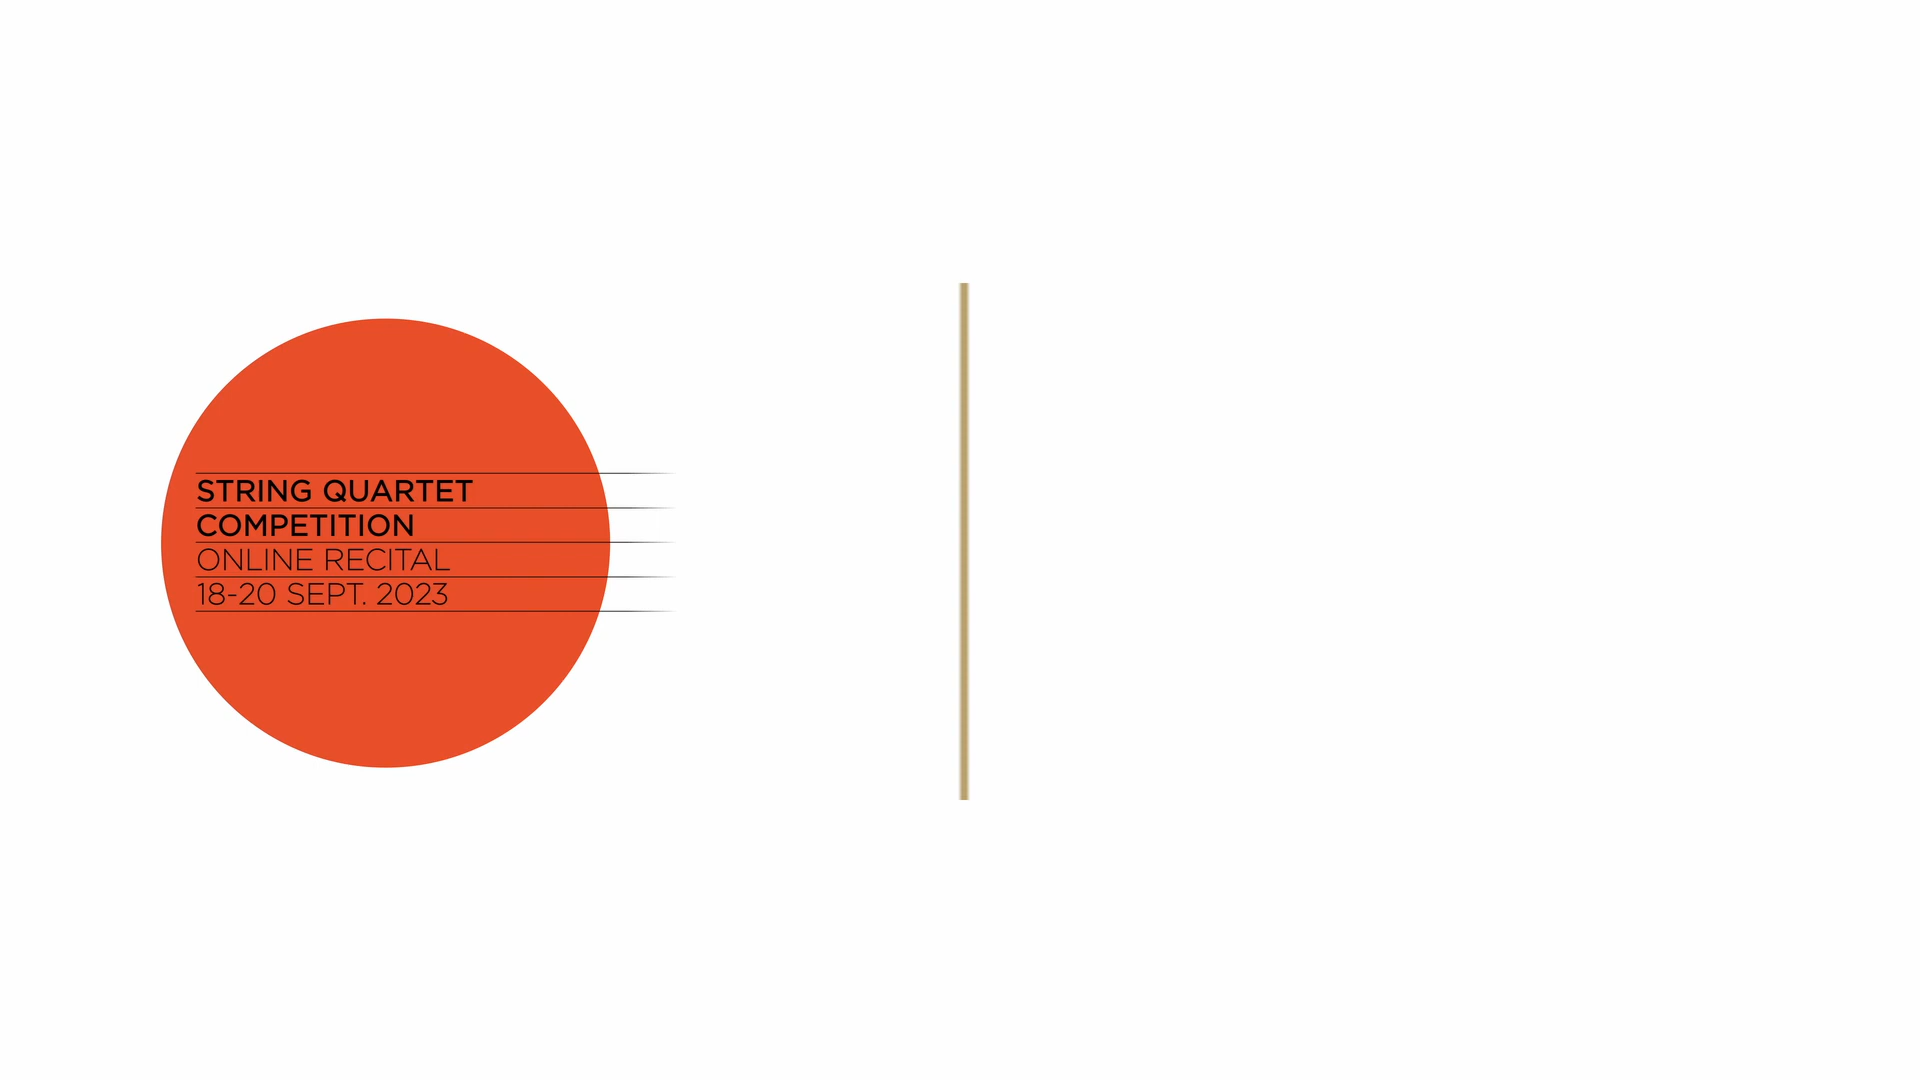 STRING QUARTET
COMPETITION
ONLINE RECITAL
18-20 SEPT. 2023